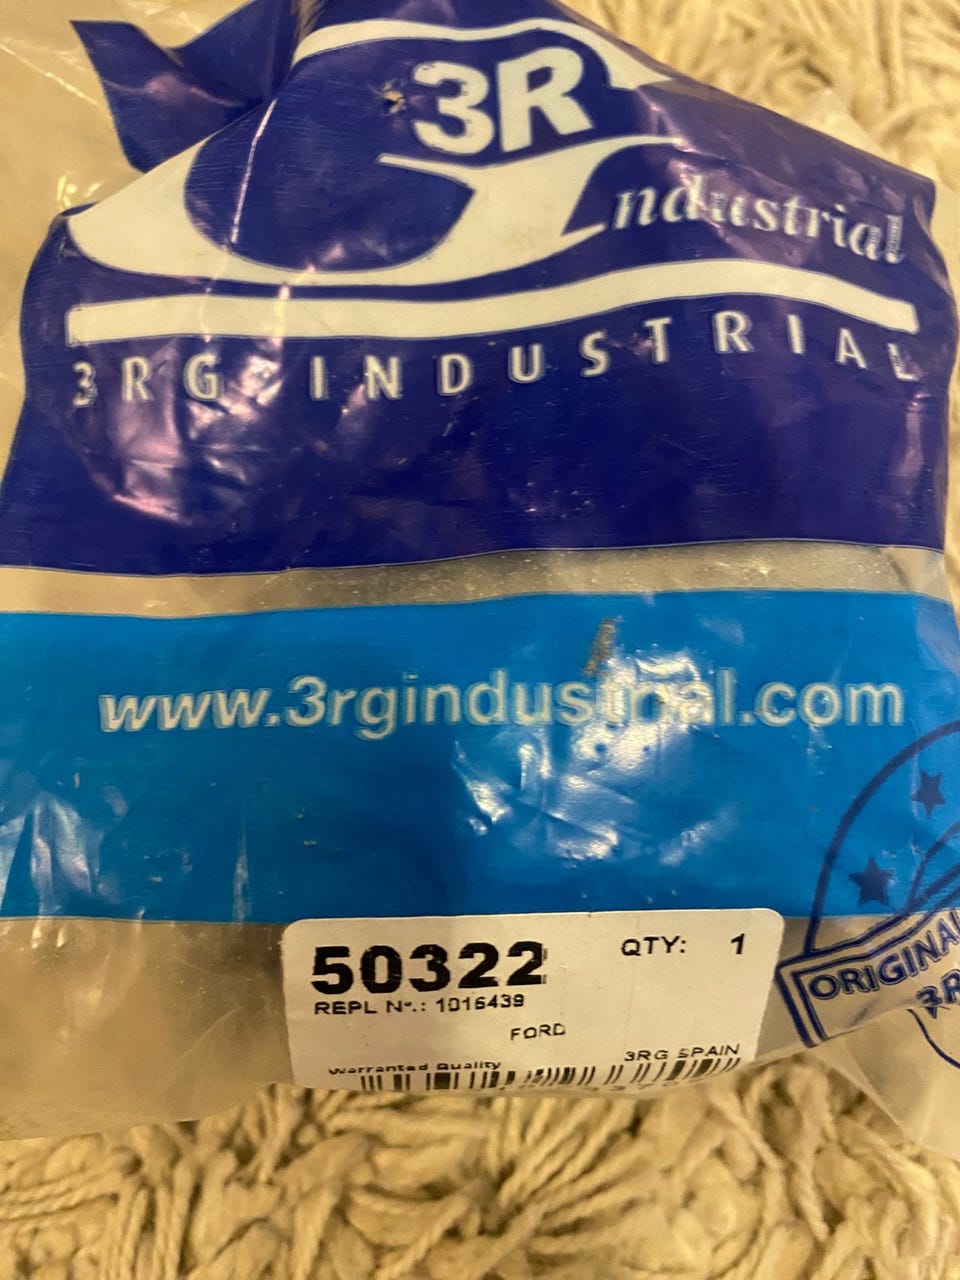 3R
Industrial
3RG INDUSTRIAL
www.3rgindustrial.com
50322
QTY: 1
REPL Nº.: 1016439
FORD
3RG SPAIN
Warranted Quality
ORIGINAL
3R